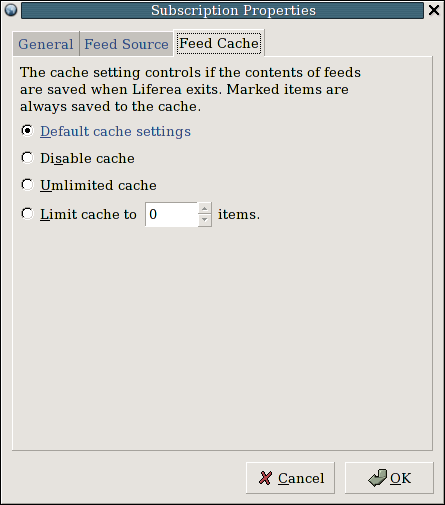 Subscription Properties
General Feed Source Feed Cache
The cache setting controls if the contents of feeds
are saved when Liferea exits. Marked items are
always saved to the cache.
Default cache settings
Disable cache
Umlimited cache
Limit cache to 0 items.
Cancel OK